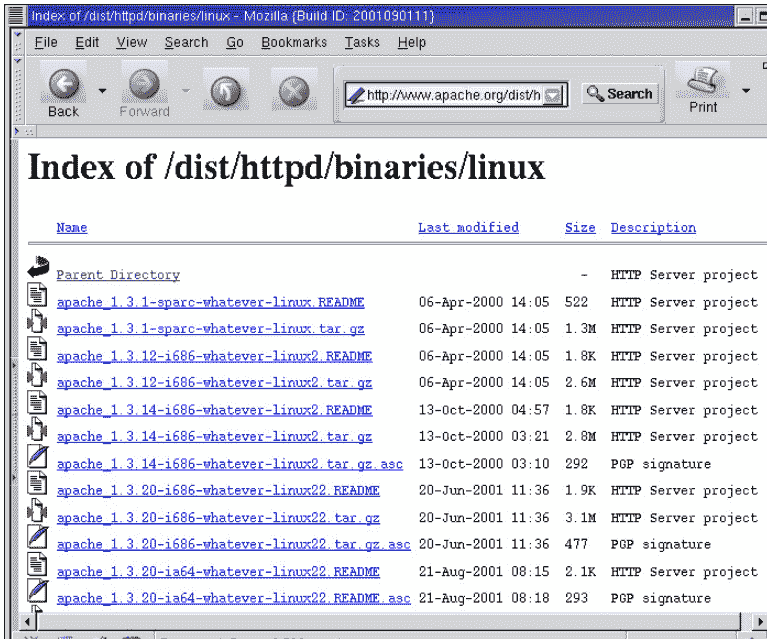 Index of /dist/httpd/binaries/linux - Mozilla {Build ID: 2001090111}
File Edit View Search Go Bookmarks Tasks Help
http://www.apache.org/dist/h Search
Back Forward Print
Index of /dist/httpd/binaries/linux
Name Last modified Size Description
Parent Directory - HTTP Server project
apache_1.3.1-sparc-whatever-linux.README 06-Apr-2000 14:05 522 HTTP Server project
apache_1.3.1-sparc-whatever-linux.tar.gz 06-Apr-2000 14:05 1.3M HTTP Server project
apache_1.3.12-i686-whatever-linux2.README 06-Apr-2000 14:05 1.8K HTTP Server project
apache_1.3.12-i686-whatever-linux2.tar.gz 06-Apr-2000 14:05 2.6M HTTP Server project
apache_1.3.14-i686-whatever-linux2.README 13-Oct-2000 04:57 1.8K HTTP Server project
apache_1.3.14-i686-whatever-linux2.tar.gz 13-Oct-2000 03:21 2.8M HTTP Server project
apache_1.3.14-i686-whatever-linux2.tar.gz.asc 13-Oct-2000 03:10 292 PGP signature
apache_1.3.20-i686-whatever-linux22.README 20-Jun-2001 11:36 1.9K HTTP Server project
apache_1.3.20-i686-whatever-linux22.tar.gz 20-Jun-2001 11:36 3.1M HTTP Server project
apache_1.3.20-i686-whatever-linux22.tar.gz.asc 20-Jun-2001 11:36 477 PGP signature
apache_1.3.20-ia64-whatever-linux22.README 21-Aug-2001 08:15 2.1K HTTP Server project
apache_1.3.20-ia64-whatever-linux22.README.asc 21-Aug-2001 08:18 293 PGP signature